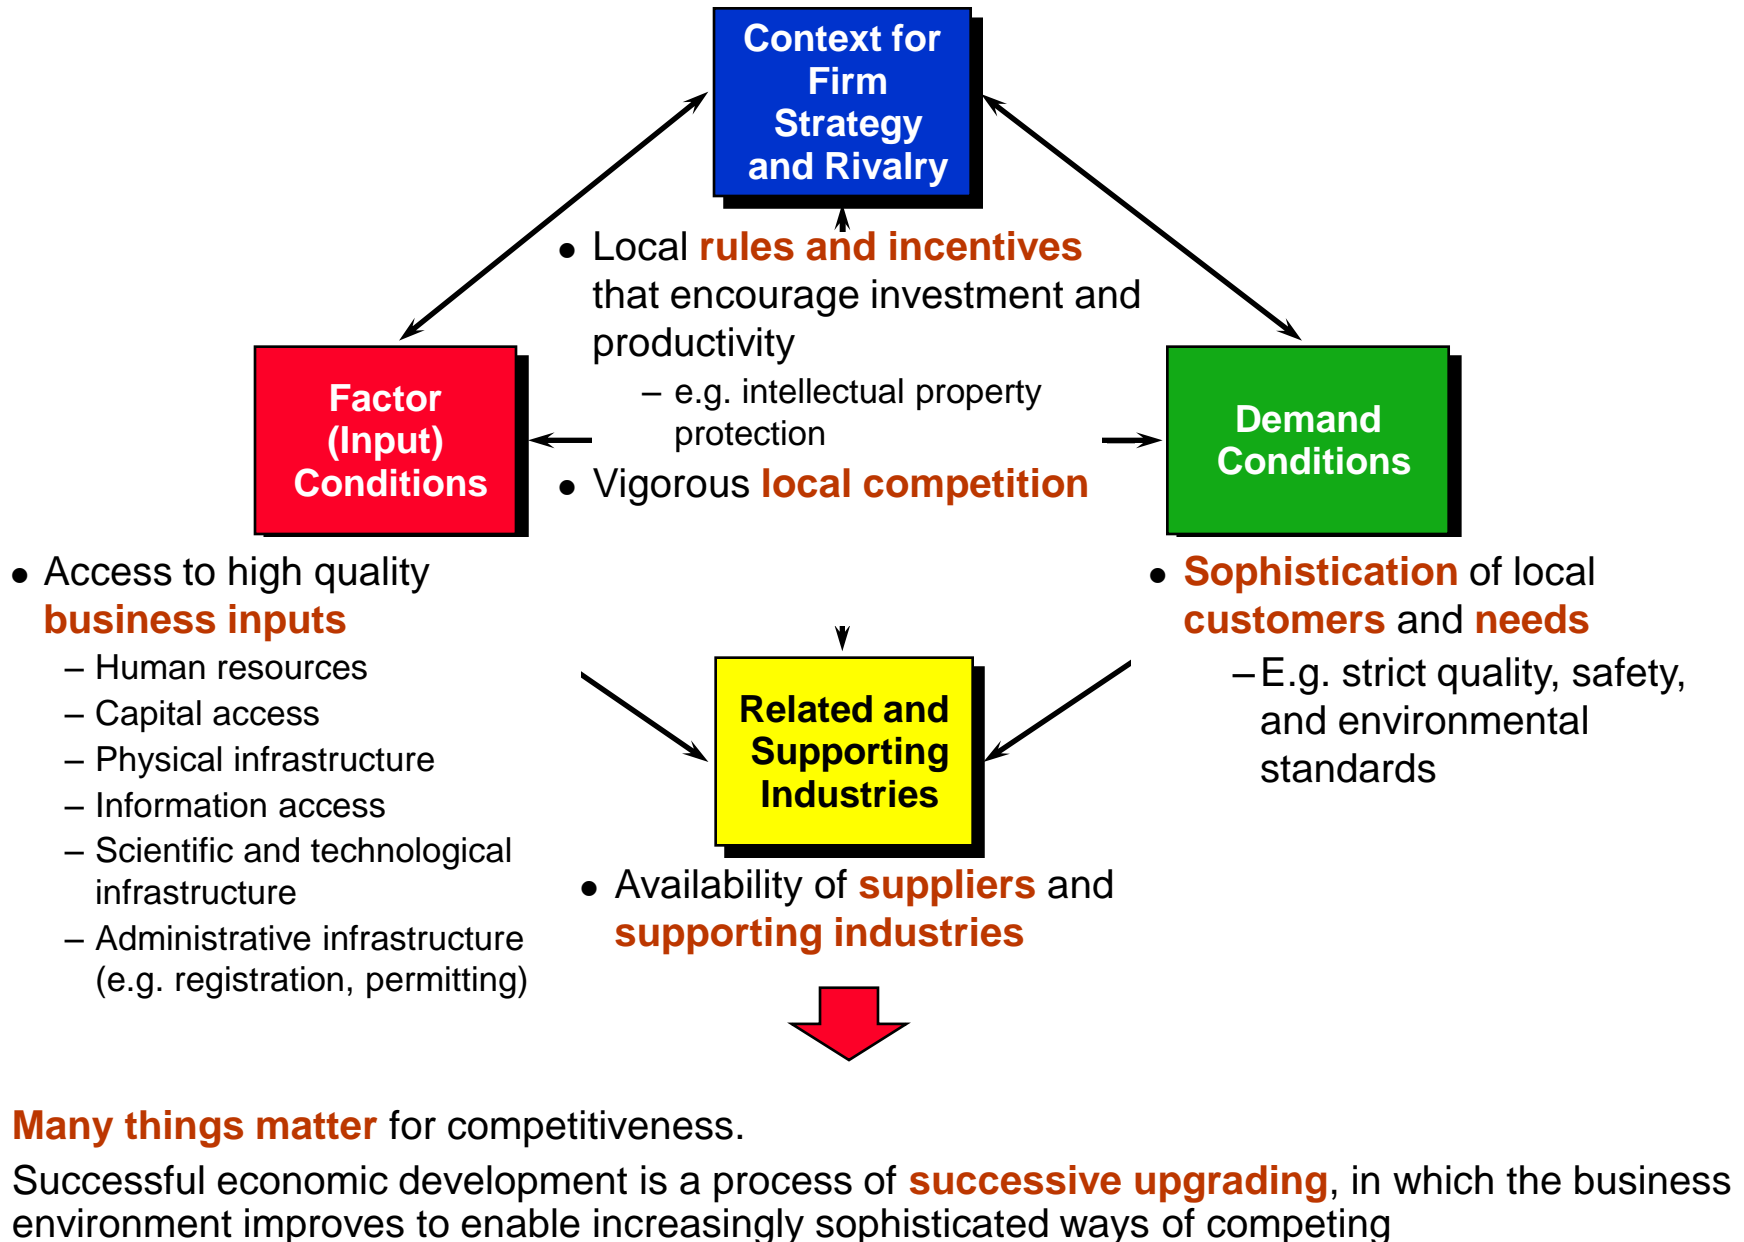 Context for
Firm
Strategy
and Rivalry
● Local rules and incentives
that encourage investment and
productivity
– e.g. intellectual property
protection
● Vigorous local competition
Factor
(Input)
Conditions
Demand
Conditions
● Access to high quality
business inputs
– Human resources
– Capital access
– Physical infrastructure
– Information access
– Scientific and technological
infrastructure
– Administrative infrastructure
(e.g. registration, permitting)
● Sophistication of local
customers and needs
– E.g. strict quality, safety,
and environmental
standards
Related and
Supporting
Industries
● Availability of suppliers and
supporting industries
Many things matter for competitiveness.
Successful economic development is a process of successive upgrading, in which the business
environment improves to enable increasingly sophisticated ways of competing